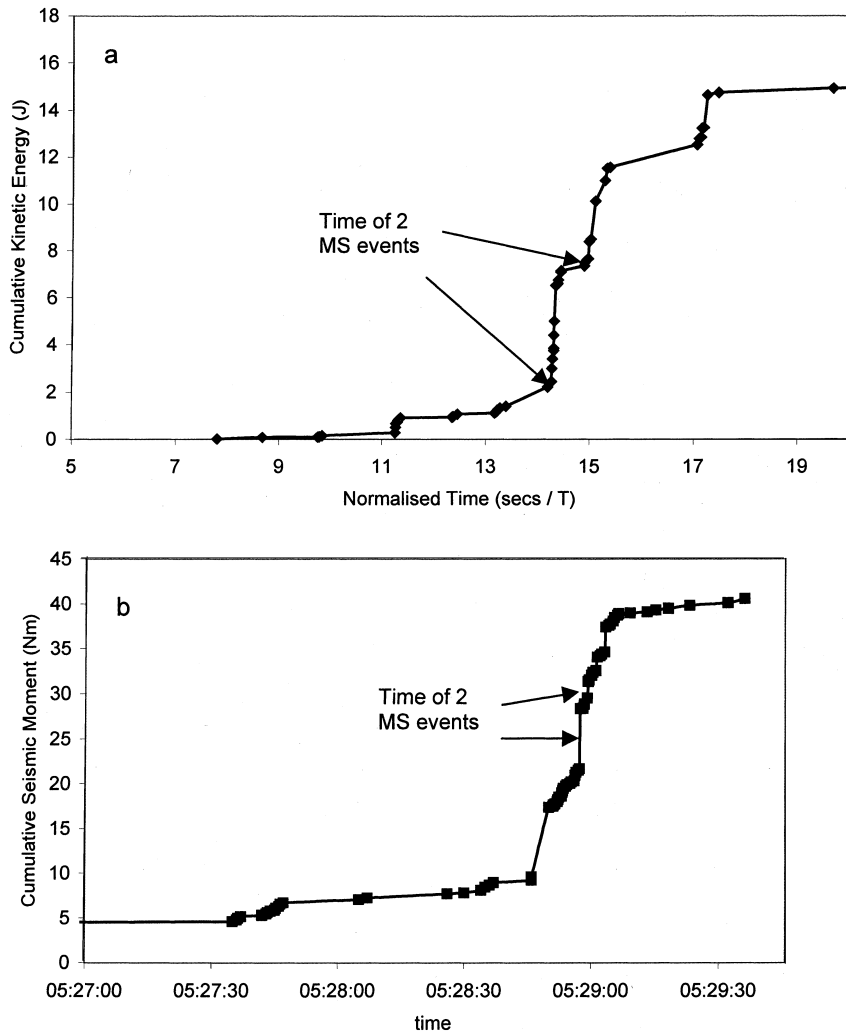 a
Cumulative Kinetic Energy (J)
18
16
14
12
10
8
6
4
2
0
Time of 2
MS events
5 7 9 11 13 15 17 19
Normalised Time (secs / T)
b
Cumulative Seismic Moment (Nm)
45
40
35
30
25
20
15
10
5
0
Time of 2
MS events
05:27:00 05:27:30 05:28:00 05:28:30 05:29:00 05:29:30
time